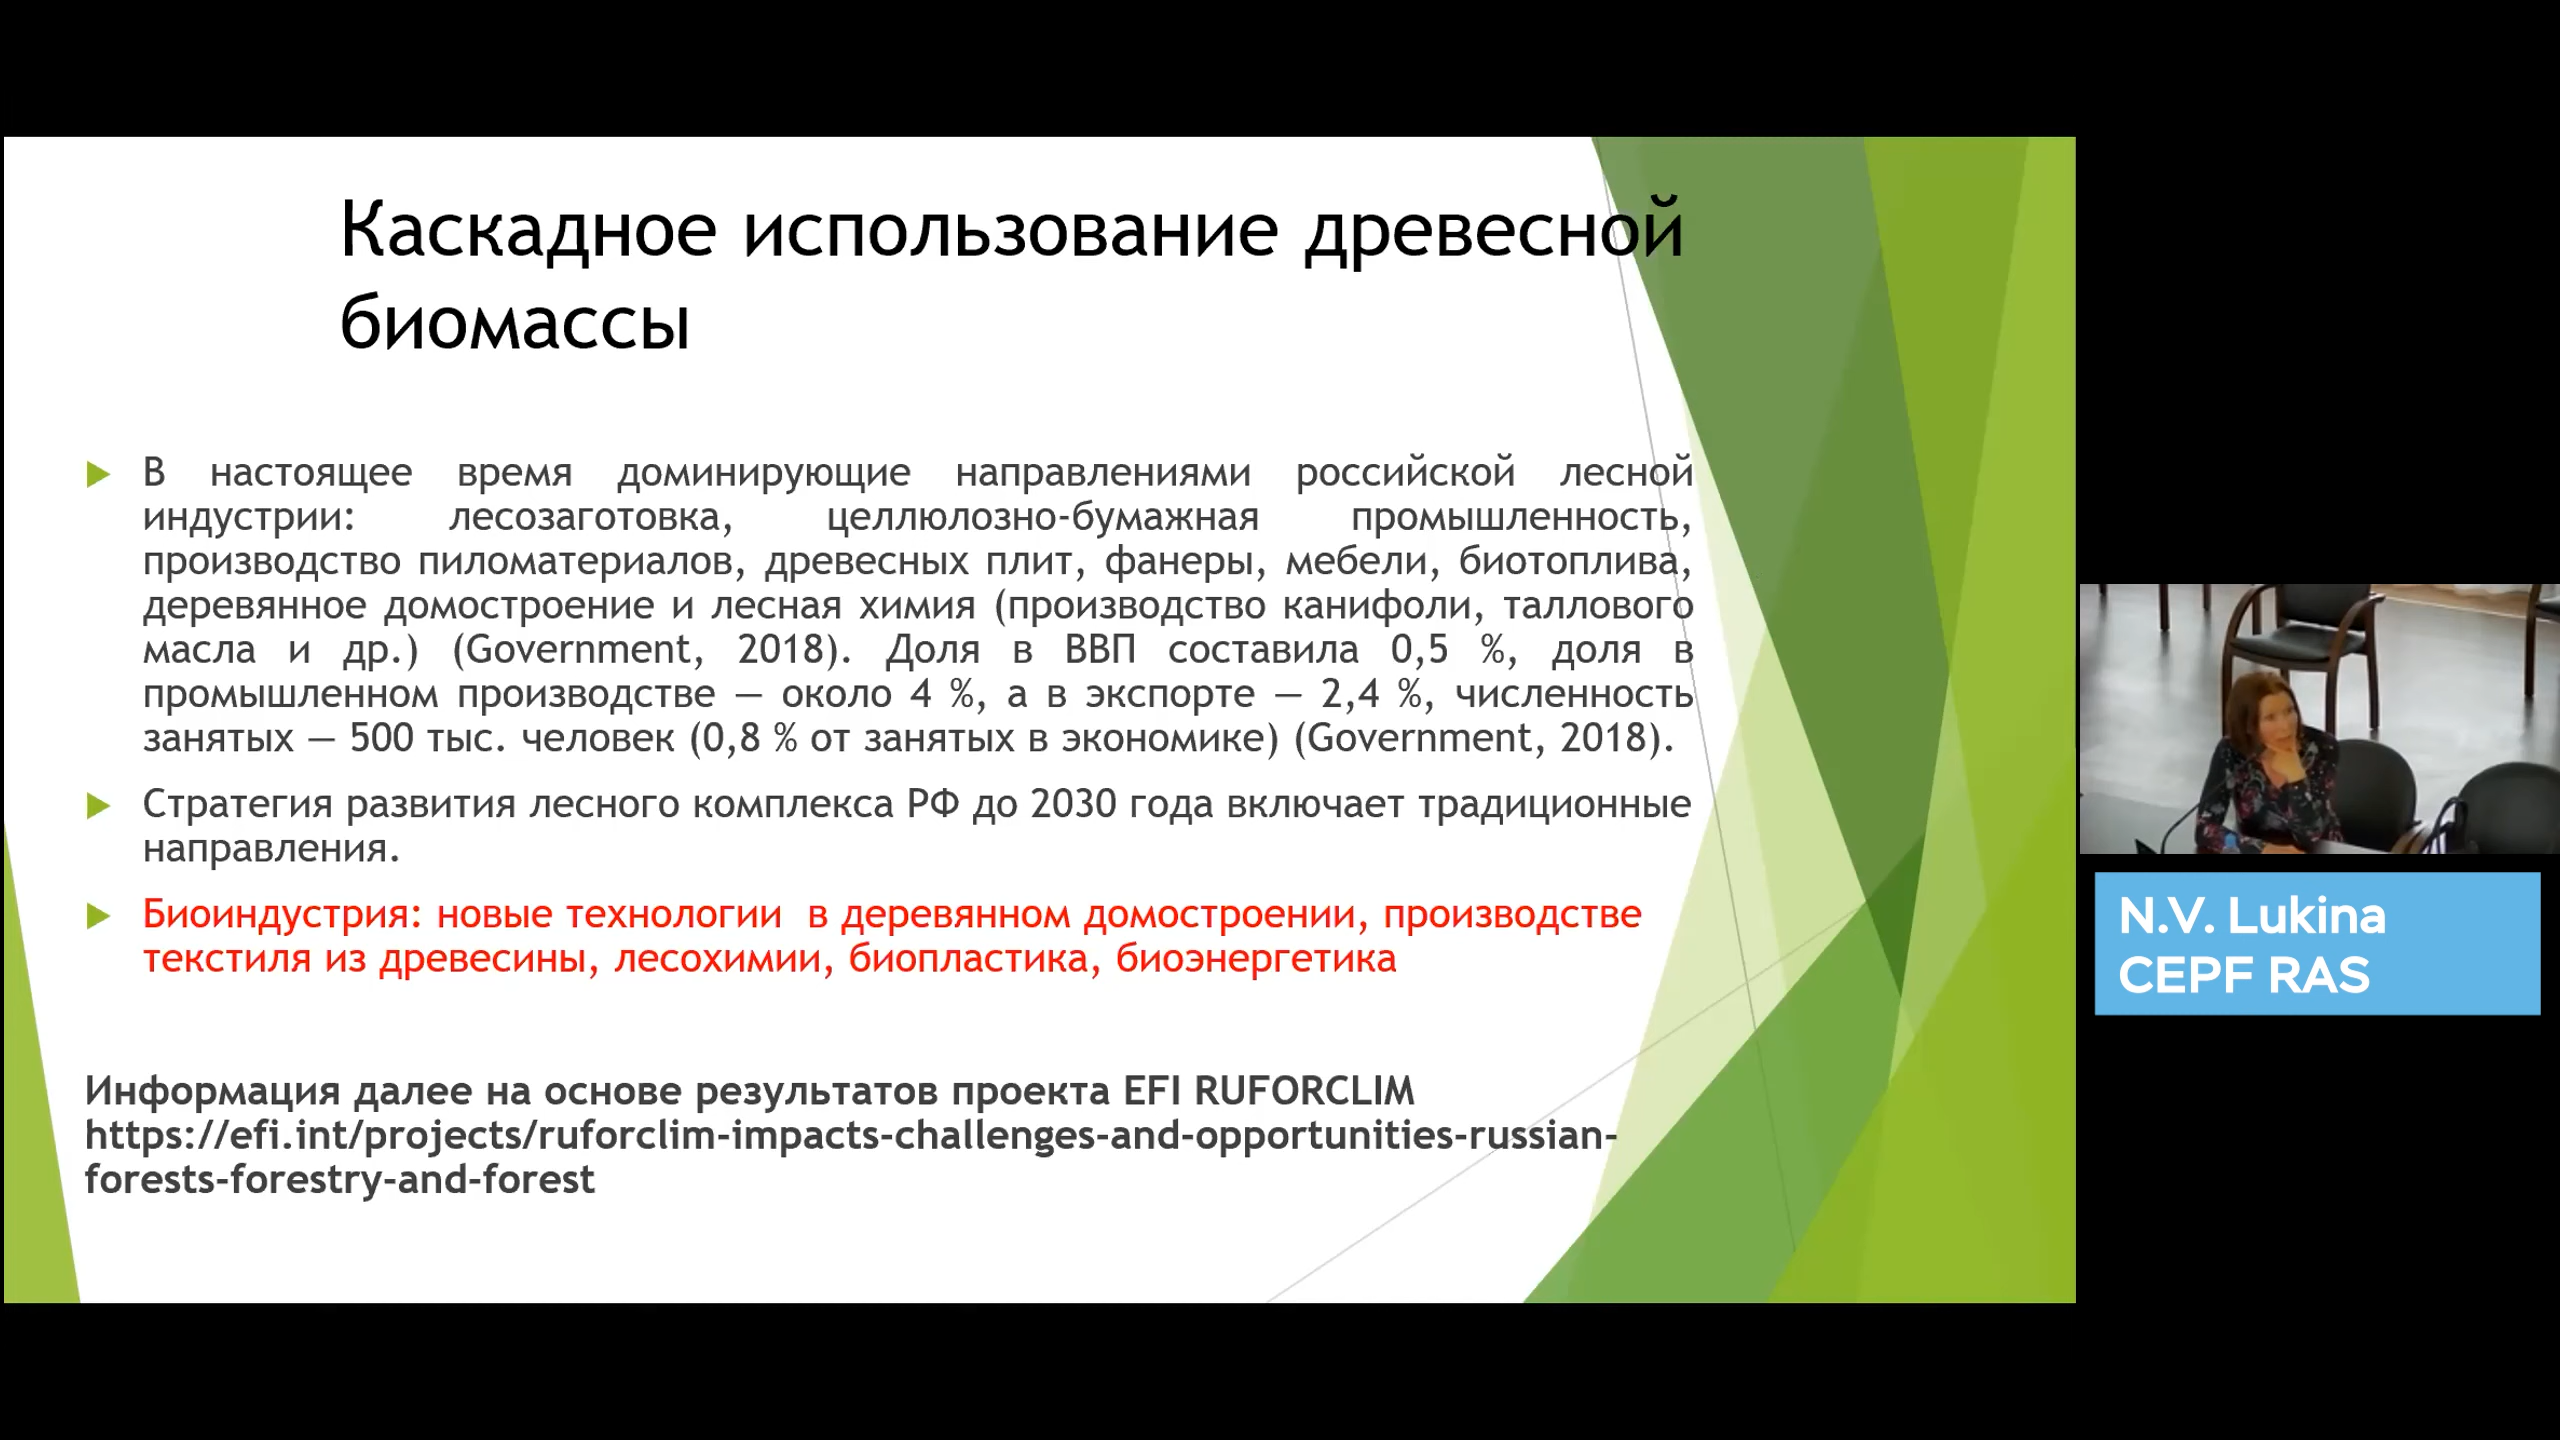 Каскадное использование древесной
биомассы
В настоящее время доминирующие направлениями российской лесной
индустрии: лесозаготовка, целлюлозно-бумажная промышленность,
производство пиломатериалов, древесных плит, фанеры, мебели, биотоплива,
деревянное домостроение и лесная химия (производство канифоли, таллового
масла и др.) (Government, 2018). Доля в ВВП составила 0,5 %, доля в
промышленном производстве — около 4 %, а в экспорте — 2,4 %, численность
занятых — 500 тыс. человек (0,8 % от занятых в экономике) (Government, 2018).
Стратегия развития лесного комплекса РФ до 2030 года включает традиционные
направления.
Биоиндустрия: новые технологии в деревянном домостроении, производстве
текстиля из древесины, лесохимии, биопластика, биоэнергетика
Информация далее на основе результатов проекта EFI RUFORCLIM
https://efi.int/projects/ruforclim-impacts-challenges-and-opportunities-russian-
forests-forestry-and-forest
N.V. Lukina
CEPF RAS